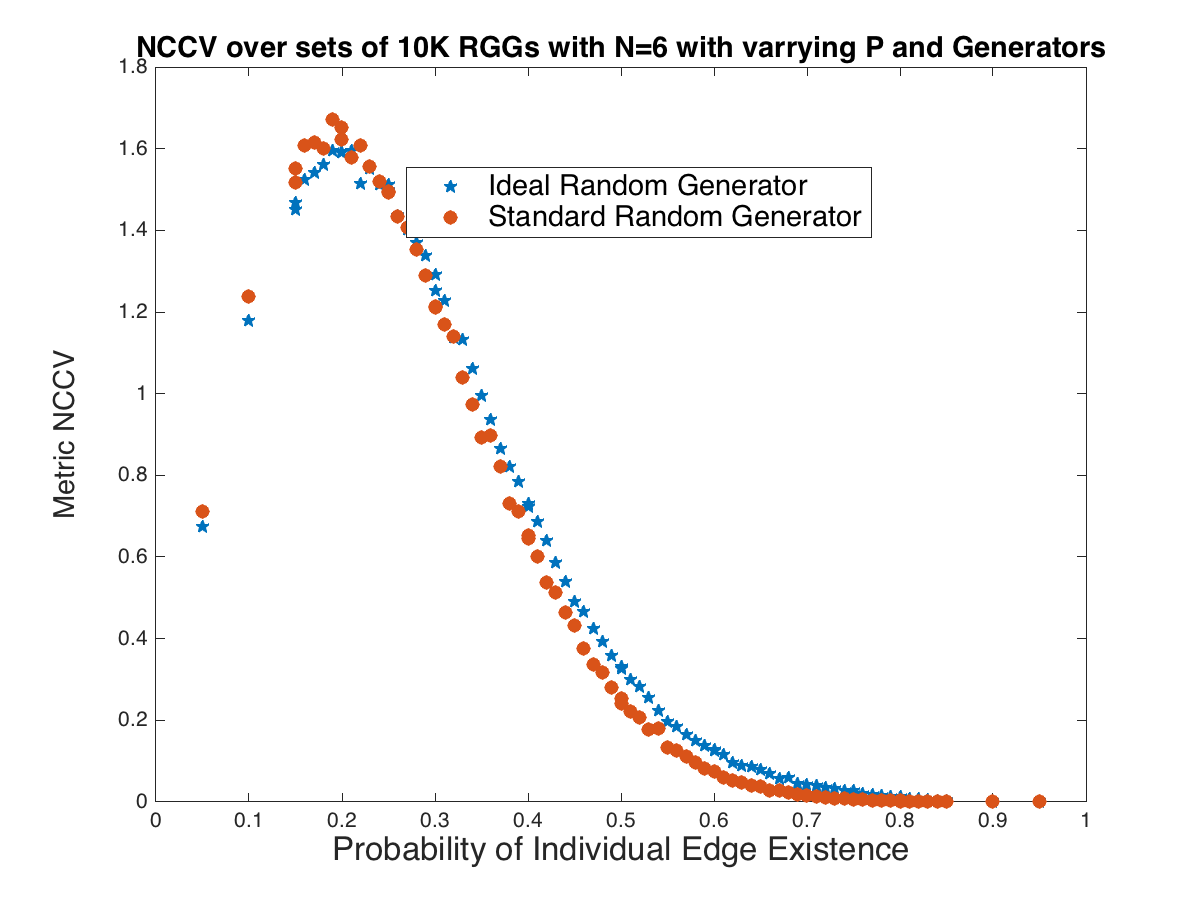 NCCV over sets of 10K RGGs with N=6 with varrying P and Generators
1.8
1.6
1.4
1.2
1
0.8
0.6
0.4
0.2
0
Metric NCCV
Ideal Random Generator
Standard Random Generator
0 0.1 0.2 0.3 0.4 0.5 0.6 0.7 0.8 0.9 1
Probability of Individual Edge Existence